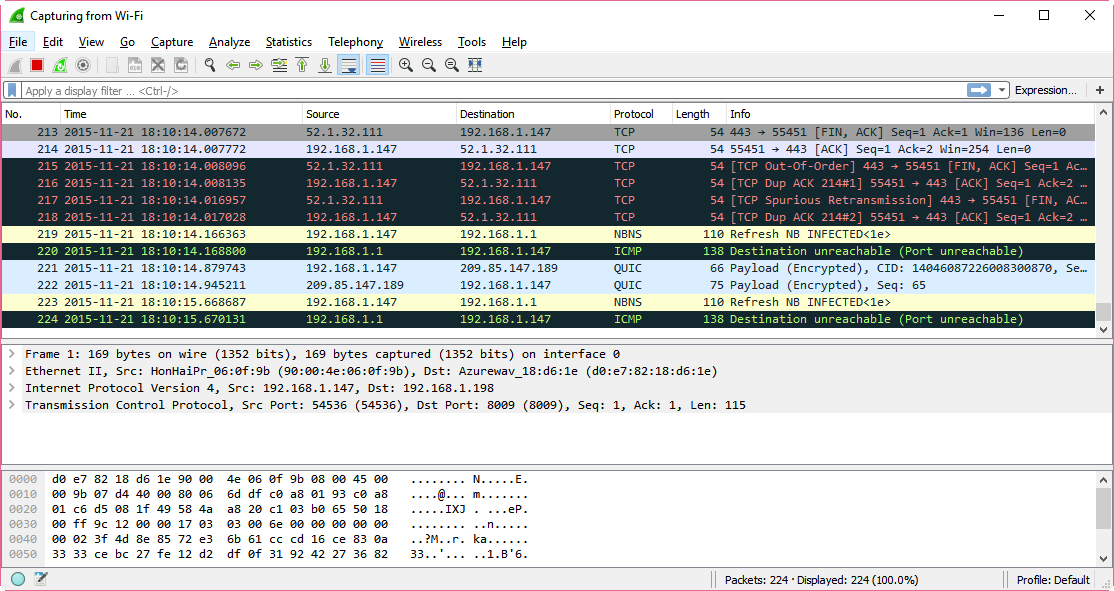 Capturing from Wi-Fi
File Edit View Go Capture Analyze Statistics Telephony Wireless Tools Help
Apply a display filter ... <Ctrl-/> Expression... +
No. Time Source Destination Protocol Length Info
213 2015-11-21 18:10:14.007672 52.1.32.111 192.168.1.147 TCP 54 443 → 55451 [FIN, ACK] Seq=1 Ack=1 Win=136 Len=0
214 2015-11-21 18:10:14.007772 192.168.1.147 52.1.32.111 TCP 54 55451 → 443 [ACK] Seq=1 Ack=2 Win=254 Len=0
215 2015-11-21 18:10:14.008096 52.1.32.111 192.168.1.147 TCP 54 [TCP Out-Of-Order] 443 → 55451 [FIN, ACK] Seq=1 Ac…
216 2015-11-21 18:10:14.008135 192.168.1.147 52.1.32.111 TCP 54 [TCP Dup ACK 214#1] 55451 → 443 [ACK] Seq=1 Ack=2 …
217 2015-11-21 18:10:14.016957 52.1.32.111 192.168.1.147 TCP 54 [TCP Spurious Retransmission] 443 → 55451 [FIN, AC…
218 2015-11-21 18:10:14.017028 192.168.1.147 52.1.32.111 TCP 54 [TCP Dup ACK 214#2] 55451 → 443 [ACK] Seq=1 Ack=2 …
219 2015-11-21 18:10:14.166363 192.168.1.147 192.168.1.1 NBNS 110 Refresh NB INFECTED<1e>
220 2015-11-21 18:10:14.168800 192.168.1.1 192.168.1.147 ICMP 138 Destination unreachable (Port unreachable)
221 2015-11-21 18:10:14.879743 192.168.1.147 209.85.147.189 QUIC 66 Payload (Encrypted), CID: 14046087226008300870, Se…
222 2015-11-21 18:10:14.945211 209.85.147.189 192.168.1.147 QUIC 75 Payload (Encrypted), Seq: 65
223 2015-11-21 18:10:15.668687 192.168.1.147 192.168.1.1 NBNS 110 Refresh NB INFECTED<1e>
224 2015-11-21 18:10:15.670131 192.168.1.1 192.168.1.147 ICMP 138 Destination unreachable (Port unreachable)
Frame 1: 169 bytes on wire (1352 bits), 169 bytes captured (1352 bits) on interface 0
Ethernet II, Src: HonHaiPr_06:0f:9b (90:00:4e:06:0f:9b), Dst: Azurewav_18:d6:1e (d0:e7:82:18:d6:1e)
Internet Protocol Version 4, Src: 192.168.1.147, Dst: 192.168.1.198
Transmission Control Protocol, Src Port: 54536 (54536), Dst Port: 8009 (8009), Seq: 1, Ack: 1, Len: 115
0000 d0 e7 82 18 d6 1e 90 00 4e 06 0f 9b 08 00 45 00 ........ N.....E.
0010 00 9b 07 d4 40 00 80 06 6d df c0 a8 01 93 c0 a8 ....@... m.......
0020 01 c6 d5 08 1f 49 58 4a a8 20 c1 03 b0 65 50 18 .....IXJ . ...eP.
0030 00 ff 9c 12 00 00 17 03 03 00 6e 00 00 00 00 00 ........ ..n.....
0040 00 02 3f 4d 8e 85 72 e3 6b 61 cc cd 16 ce 83 0a ..?M..r. ka......
0050 33 33 ce bc 27 fe 12 d2 df 0f 31 92 42 27 36 82 33..'... ..1.B'6.
Packets: 224 · Displayed: 224 (100.0%) Profile: Default